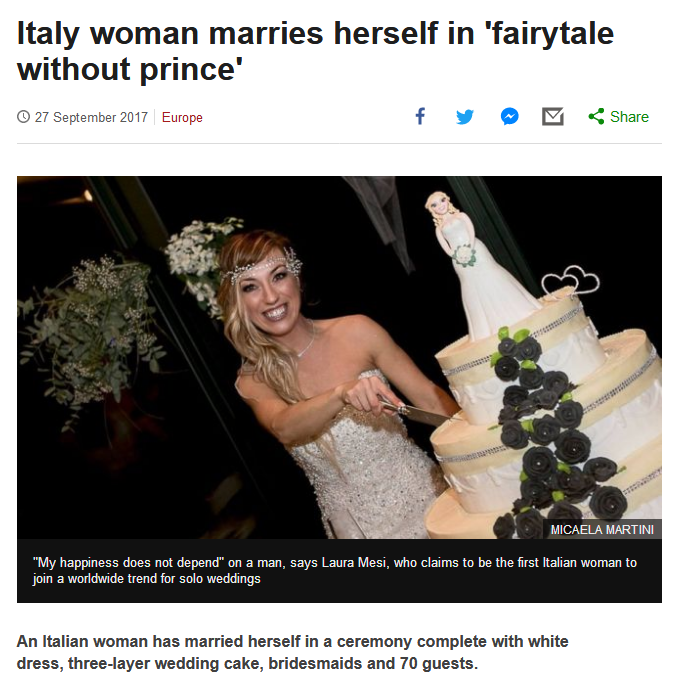 Italy woman marries herself in 'fairytale
without prince'
27 September 2017 Europe
Share
MICAELA MARTINI
"My happiness does not depend" on a man, says Laura Mesi, who claims to be the first Italian woman to
join a worldwide trend for solo weddings
An Italian woman has married herself in a ceremony complete with white
dress, three-layer wedding cake, bridesmaids and 70 guests.